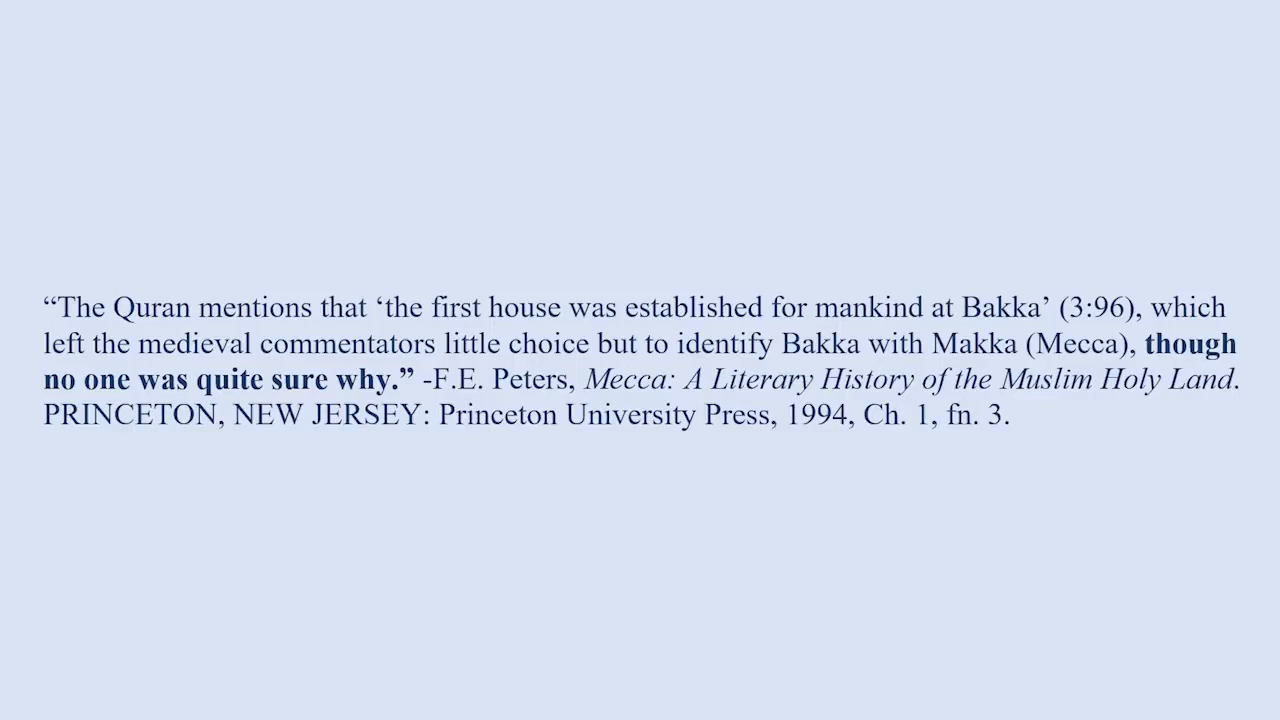 “The Quran mentions that ‘the first house was established for mankind at Bakka’ (3:96), which
left the medieval commentators little choice but to identify Bakka with Makka (Mecca), though
no one was quite sure why.” -F.E. Peters, Mecca: A Literary History of the Muslim Holy Land.
PRINCETON, NEW JERSEY: Princeton University Press, 1994, Ch. 1, fn. 3.